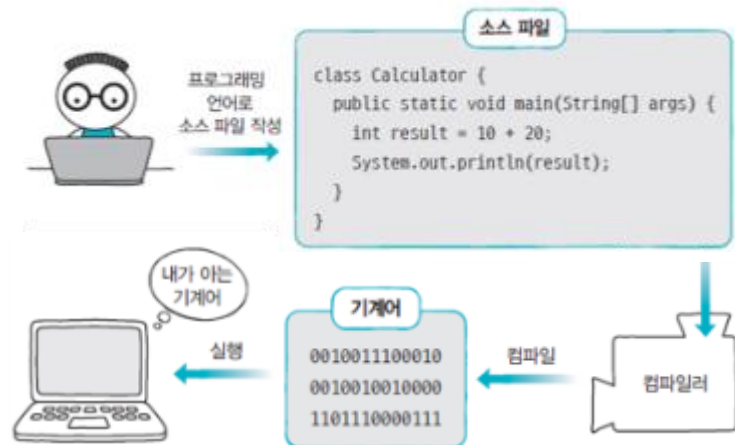 소스 파일
프로그래밍
언어로
소스 파일 작성
class Calculator {
public static void main(String[] args) {
int result = 10 + 20;
System.out.println(result);
}
}
내가 아는
기계어
실행
기계어
0010011100010
0010010010000
1101110000111
컴파일
컴파일러